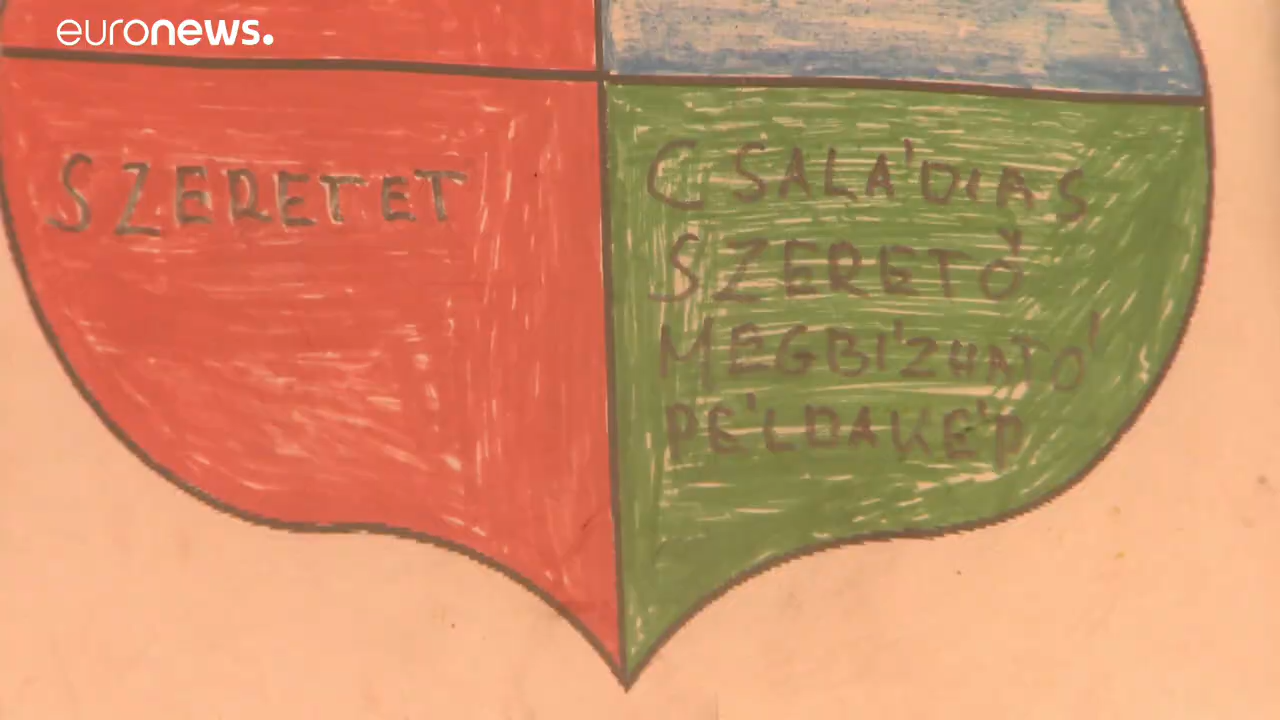 euronews.
SZERETET
CSALÁDIAS
SZERETŐ
MEGBÍZHATÓ
PÉLDAKÉP